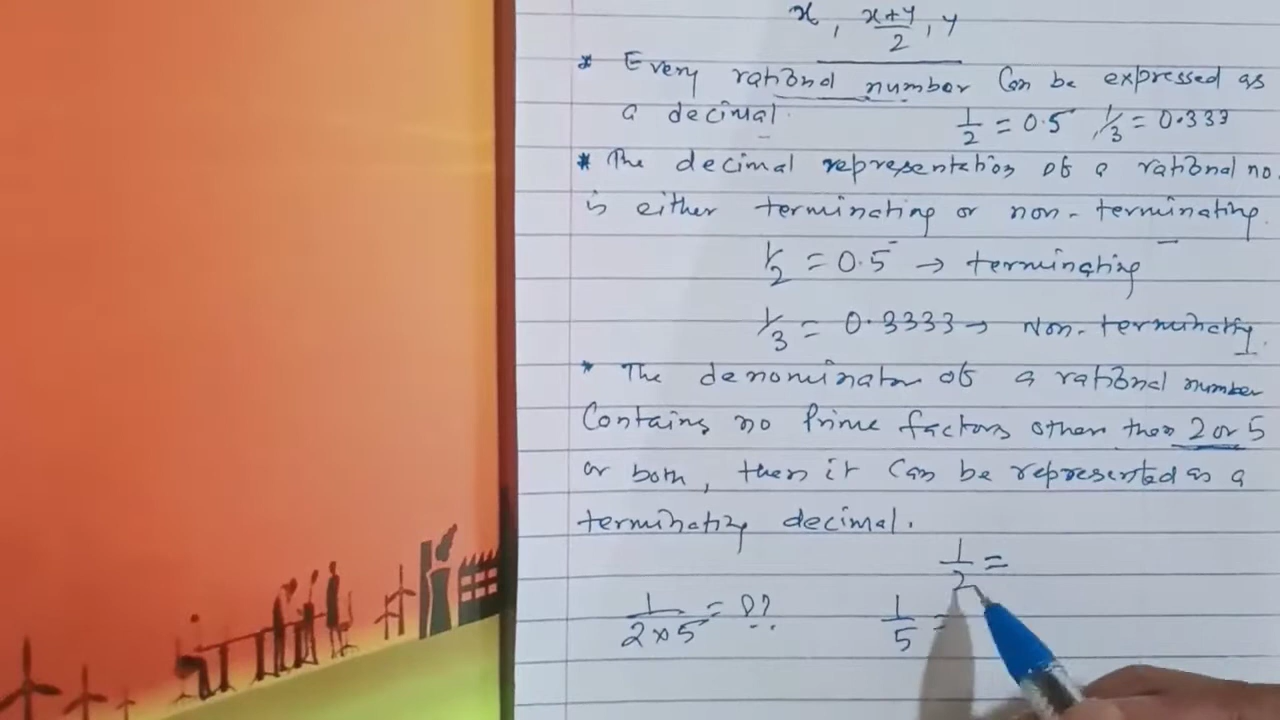 x, x+y/2, y
* Every rational number can be expressed as
a decimal. 1/2 = 0.5, 1/3 = 0.333
* The decimal representation of a rational no.
is either terminating or non-terminating.
1/2 = 0.5 → terminating
1/3 = 0.3333 → Non-terminating.
* The denominator of a rational number
Contains no Prime factors other than 2 or 5
or both, then it can be represented as a
terminating decimal.
1/2 =
1/2×5 = ?? 1/5 =